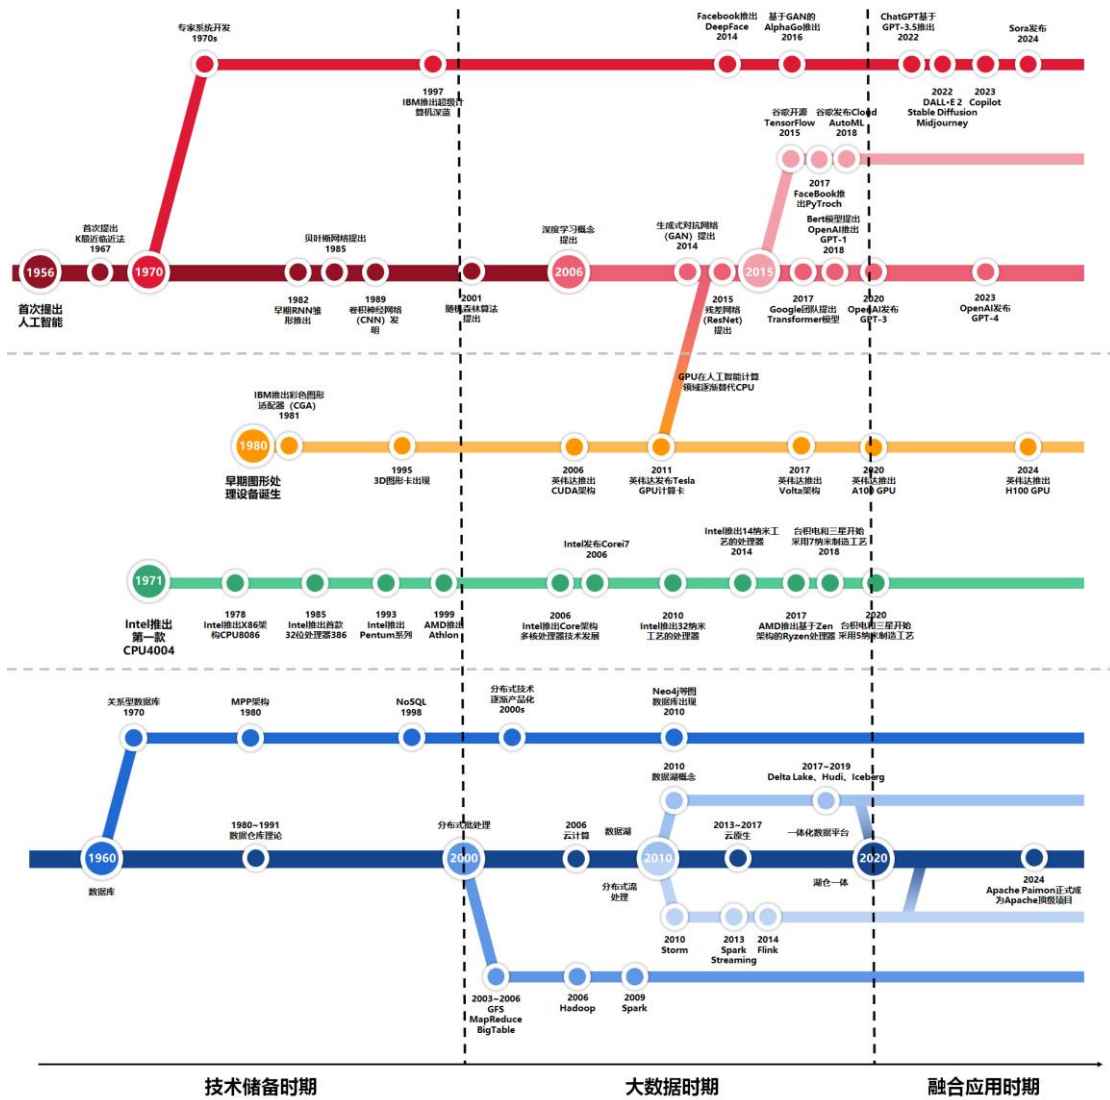 专家系统开发
1970s
1997
IBM推出超级计
算机深蓝
Facebook推出
DeepFace
2014
基于GAN的
AlphaGo推出
2016
ChatGPT基于
GPT-3.5推出
2022
2022
DALL·E 2
Stable Diffusion
Midjourney
2023
Copilot
Sora发布
2024
谷歌开源
TensorFlow
2015
2017
FaceBook推
出PyTroch
谷歌发布Cloud
AutoML
2018
1956
首次提出
人工智能
首次提出
K最近临近法
1967
1970
1982
早期RNN雏
形推出
贝叶斯网络提出
1985
1989
卷积神经网络
（CNN）发
明
2001
随机森林算法
提出
深度学习概念
提出
2006
生成式对抗网络
（GAN）提出
2014
2015
残差网络
（ResNet）
提出
2015
2017
Google团队提出
Transformer模型
Bert模型提出
OpenAI推出
GPT-1
2018
2020
OpenAI发布
GPT-3
2023
OpenAI发布
GPT-4
GPU在人工智能计算
领域逐渐替代CPU
1980
早期图形处
理设备诞生
IBM推出彩色图形
适配器（CGA）
1981
1995
3D图形卡出现
2006
英伟达推出
CUDA架构
2011
英伟达发布Tesla
GPU计算卡
2017
英伟达推出
Volta架构
2020
英伟达推出
A100 GPU
2024
英伟达推出
H100 GPU
1971
Intel推出
第一款
CPU4004
1978
Intel推出X86架
构CPU8086
1985
Intel推出首款
32位处理器386
1993
Intel推出
Pentum系列
1999
AMD推出
Athlon
2006
Intel推出Core架构
多核处理器技术发展
Intel发布Corei7
2006
2010
Intel推出32纳米
工艺的处理器
Intel推出14纳米工
艺的处理器
2014
2017
AMD推出基于Zen
架构的Ryzen处理器
台积电和三星开始
采用7纳米制造工艺
2018
2020
台积电和三星开始
采用5纳米制造工艺
关系型数据库
1970
MPP架构
1980
NoSQL
1998
分布式技术
逐渐产品化
2000s
Neo4j等图
数据库出现
2010
2010
数据湖概念
2017~2019
Delta Lake、Hudi、Iceberg
1960
数据库
1980~1991
数据仓库理论
分布式批处理
2000
2006
云计算
数据湖
2010
分布式流
处理
2013~2017
云原生
一体化数据平台
2020
湖仓一体
2024
Apache Paimon正式成
为Apache顶级项目
2010
Storm
2013
Spark
Streaming
2014
Flink
2003~2006
GFS
MapReduce
BigTable
2006
Hadoop
2009
Spark
技术储备时期
大数据时期
融合应用时期